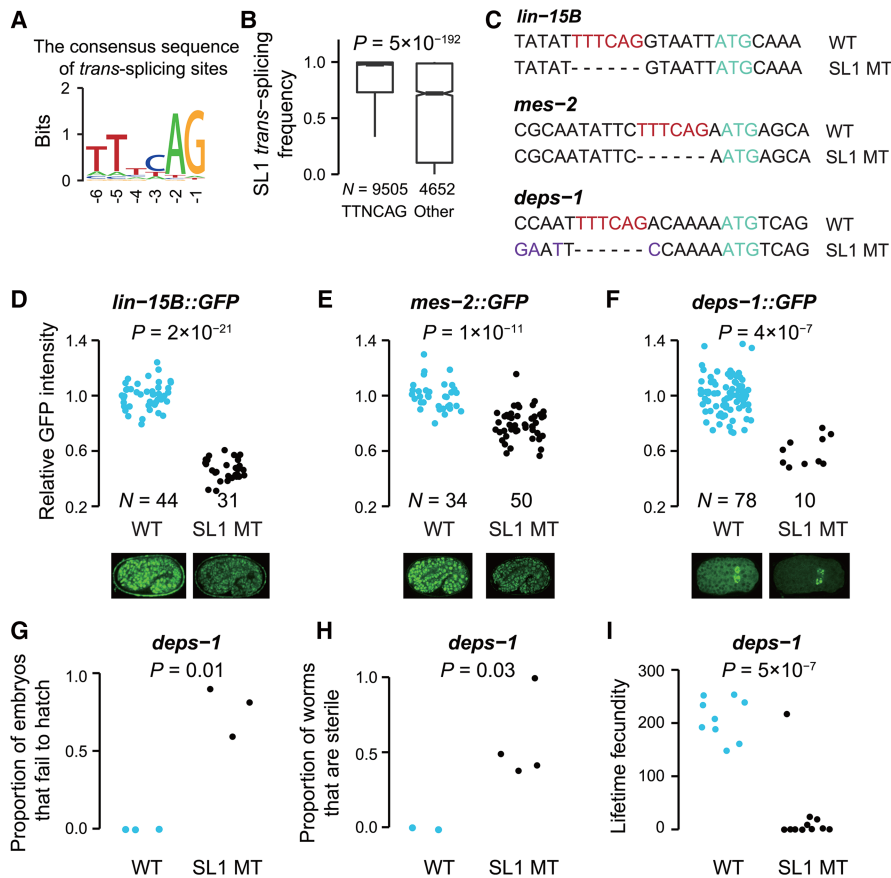 A
The consensus sequence
of trans-splicing sites
Bits
2
1
0
TTTCAG
-6 -5 -4 -3 -2 -1
B
P = 5×10−192
SL1 trans−splicing
frequency
1.0
0.5
0.0
N = 9505 4652
TTNCAG Other
C
lin−15B
TATATTTTCAGGTAATTATGCAAA WT
TATAT- - - - - -GTAATTATGCAAA SL1 MT
mes−2
CGCAATATTCTTTCAGAATGAGCA WT
CGCAATATTC- - - - - -AATGAGCA SL1 MT
deps−1
CCAATTTTCAGACAAAAATGTCAG WT
GAATT- - - - - -CCAAAAATGTCAG SL1 MT
D
lin−15B::GFP
P = 2×10−21
Relative GFP intensity
1.4
1.0
0.6
0.2
N = 44 31
WT SL1 MT
E
mes−2::GFP
P = 1×10−11
1.4
1.0
0.6
0.2
N = 34 50
WT SL1 MT
F
deps−1::GFP
P = 4×10−7
1.4
1.0
0.6
0.2
N = 78 10
WT SL1 MT
G
deps−1
P = 0.01
Proportion of embryos
that fail to hatch
1.0
0.5
0.0
WT SL1 MT
H
deps−1
P = 0.03
Proportion of worms
that are sterile
1.0
0.5
0.0
WT SL1 MT
I
deps−1
P = 5×10−7
Lifetime fecundity
300
200
100
0
WT SL1 MT